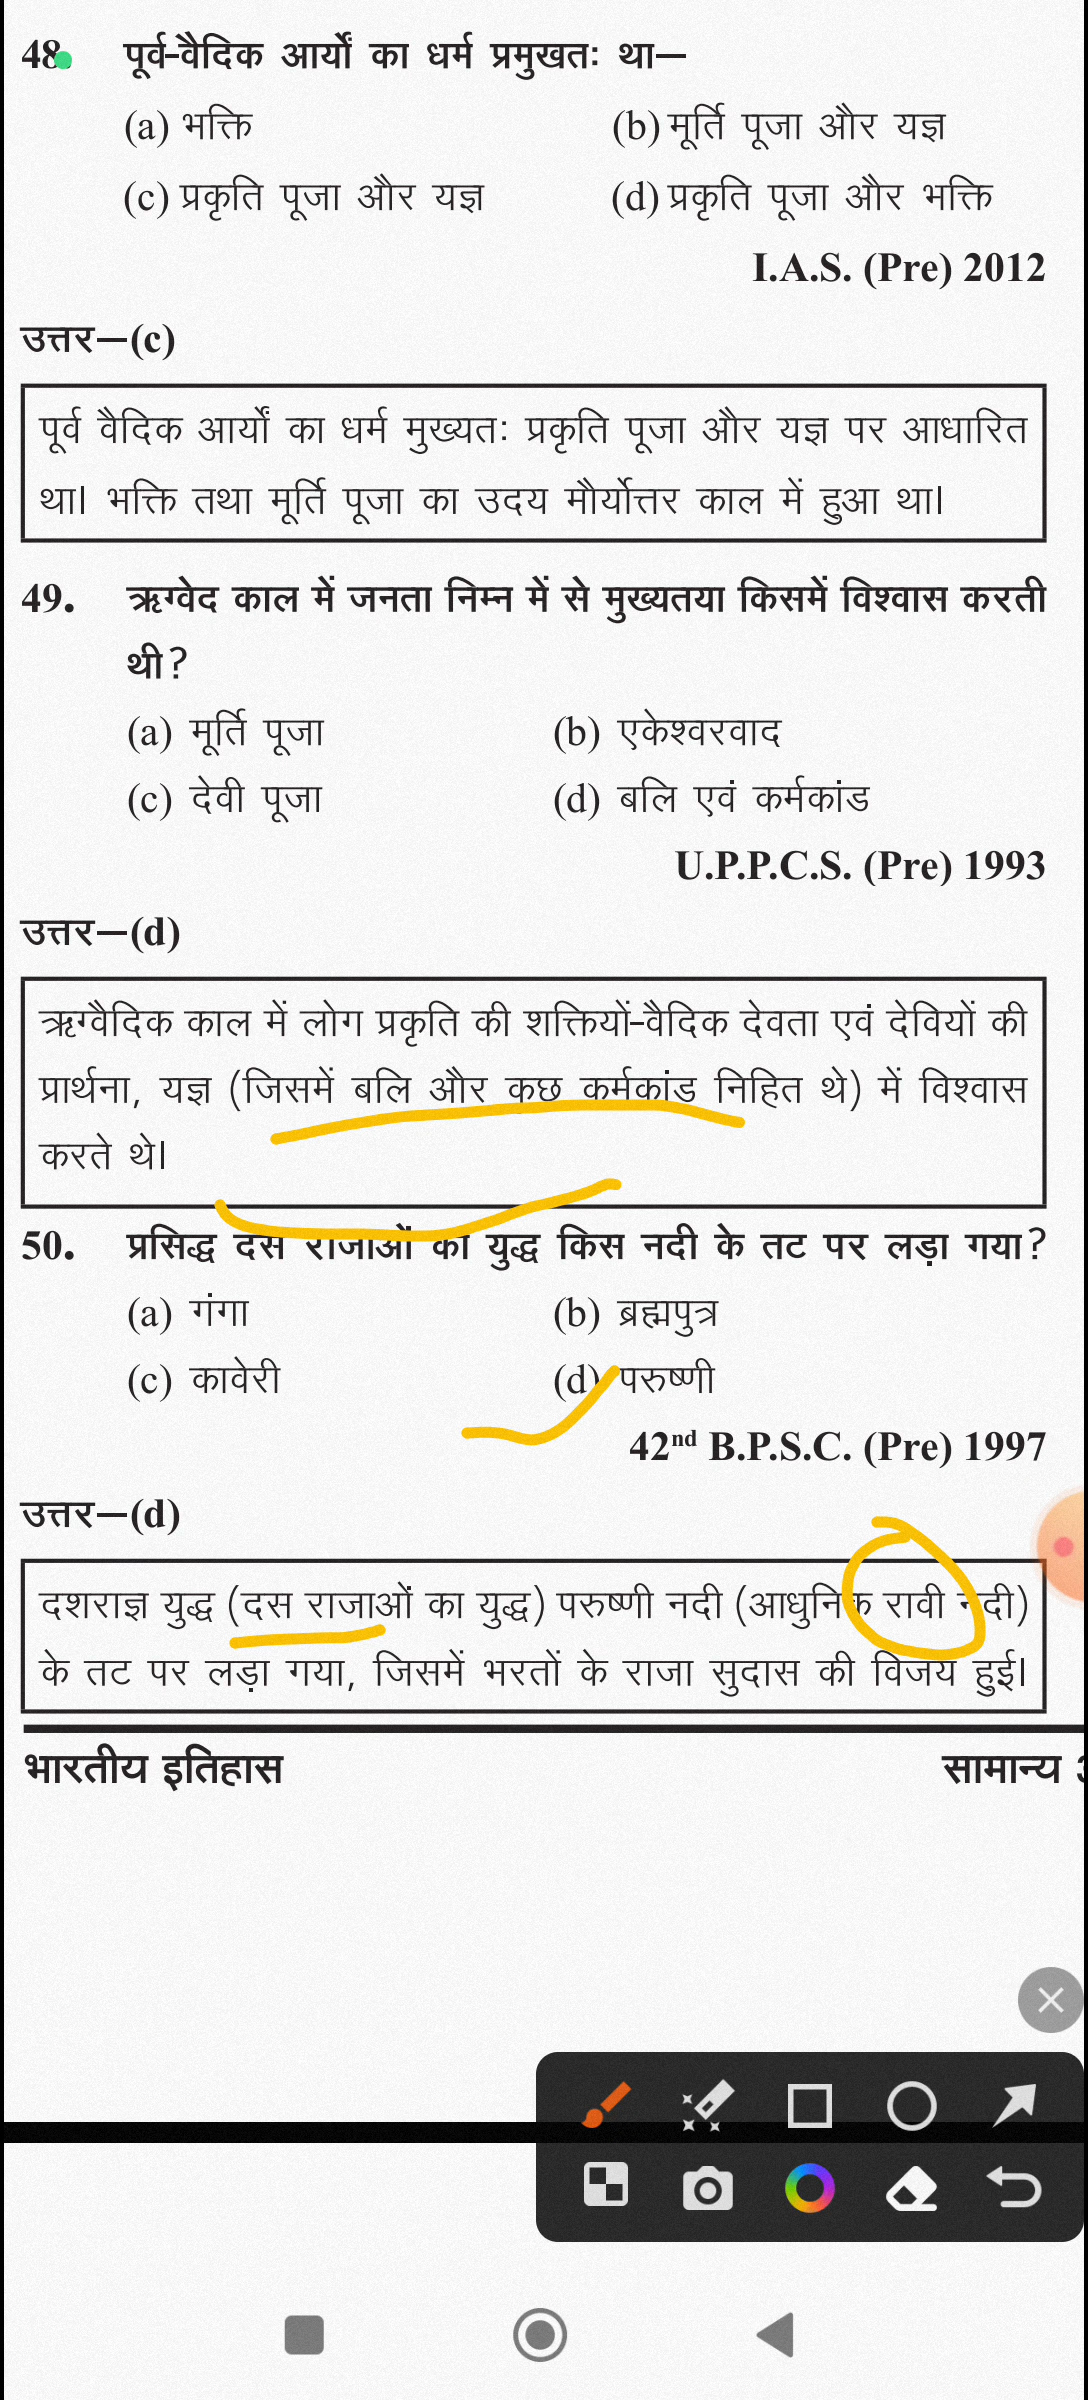 48. पूर्व-वैदिक आर्यों का धर्म प्रमुखतः था—
(a) भक्ति (b) मूर्ति पूजा और यज्ञ
(c) प्रकृति पूजा और यज्ञ (d) प्रकृति पूजा और भक्ति
I.A.S. (Pre) 2012
उत्तर—(c)
पूर्व वैदिक आर्यों का धर्म मुख्यतः प्रकृति पूजा और यज्ञ पर आधारित
था। भक्ति तथा मूर्ति पूजा का उदय मौर्योत्तर काल में हुआ था।
49. ऋग्वेद काल में जनता निम्न में से मुख्यतया किसमें विश्वास करती
थी?
(a) मूर्ति पूजा (b) एकेश्वरवाद
(c) देवी पूजा (d) बलि एवं कर्मकांड
U.P.P.C.S. (Pre) 1993
उत्तर—(d)
ऋग्वैदिक काल में लोग प्रकृति की शक्तियों-वैदिक देवता एवं देवियों की
प्रार्थना, यज्ञ (जिसमें बलि और कुछ कर्मकांड निहित थे) में विश्वास
करते थे।
50. प्रसिद्ध दस राजाओं का युद्ध किस नदी के तट पर लड़ा गया?
(a) गंगा (b) ब्रह्मपुत्र
(c) कावेरी (d) परुष्णी
42nd B.P.S.C. (Pre) 1997
उत्तर—(d)
दशराज्ञ युद्ध (दस राजाओं का युद्ध) परुष्णी नदी (आधुनिक रावी नदी)
के तट पर लड़ा गया, जिसमें भरतों के राजा सुदास की विजय हुई।
भारतीय इतिहास सामान्य